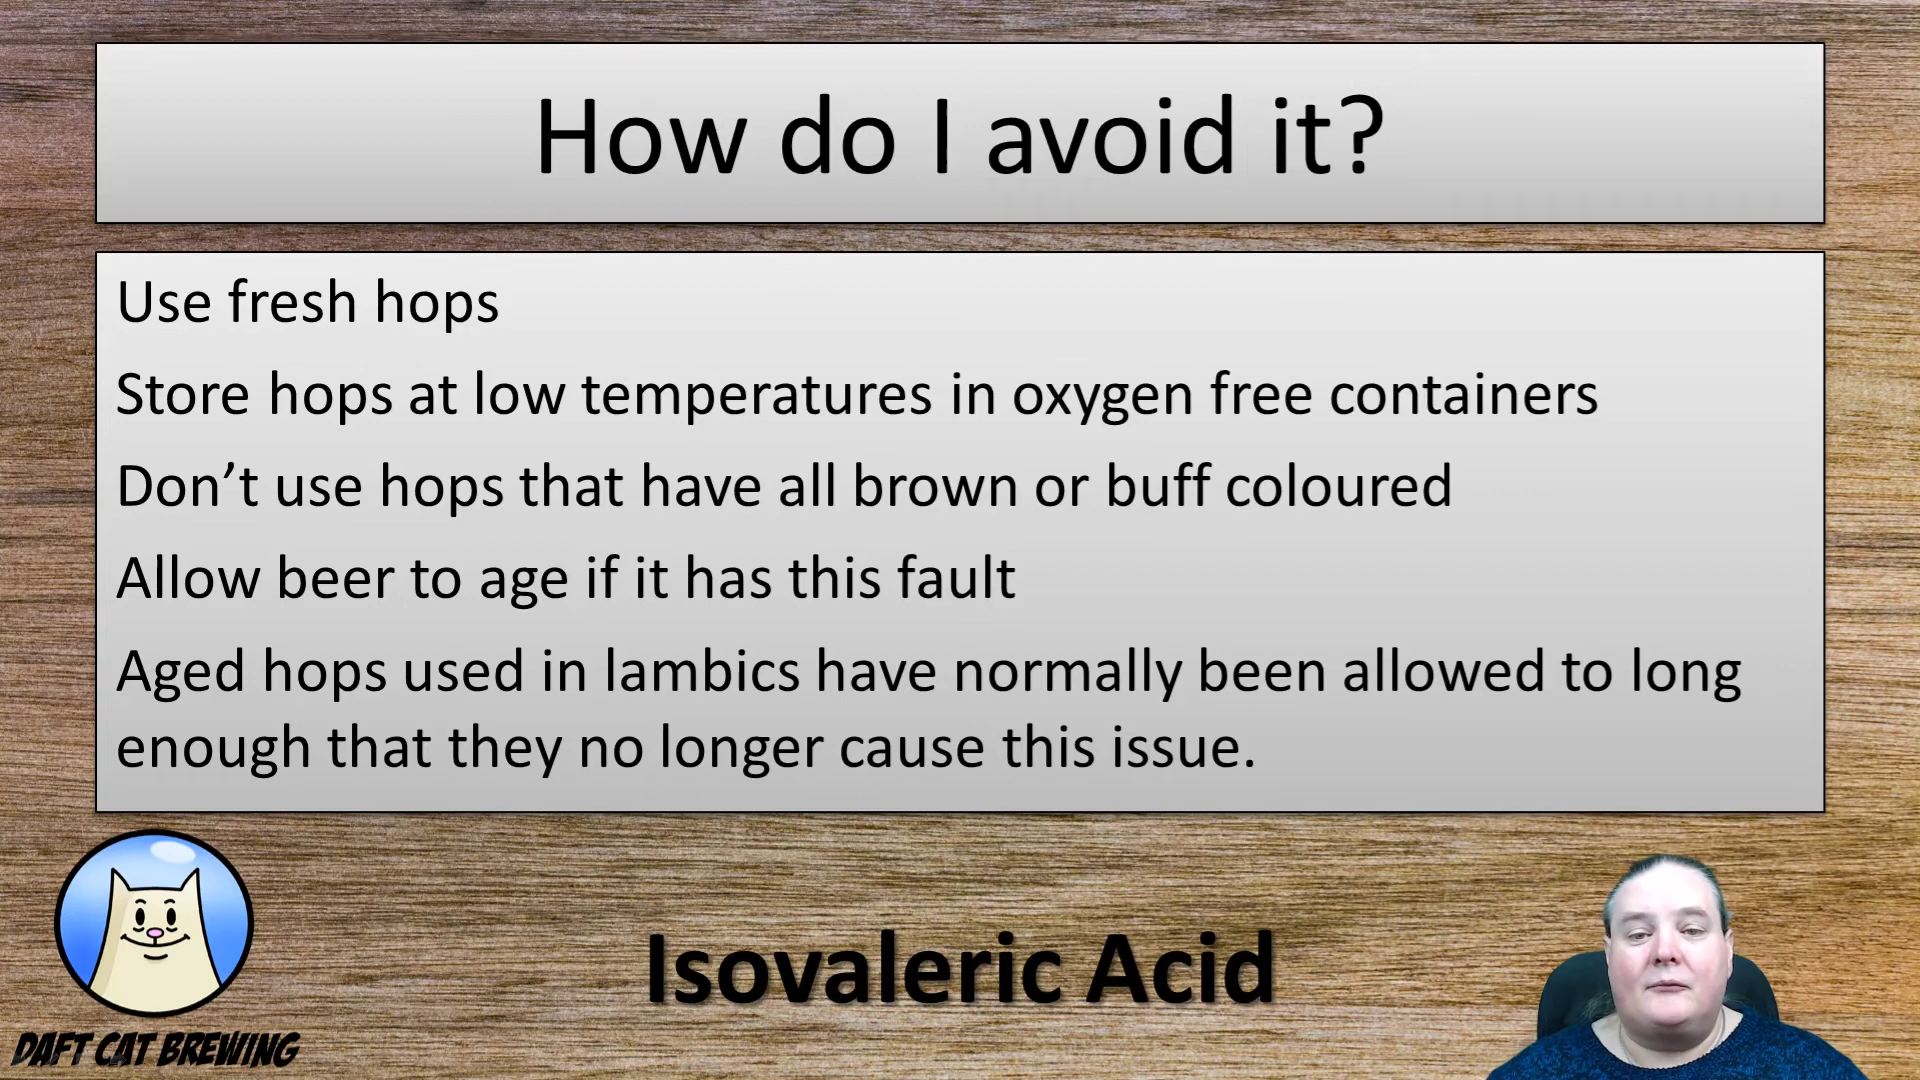 How do I avoid it?
Use fresh hops
Store hops at low temperatures in oxygen free containers
Don’t use hops that have all brown or buff coloured
Allow beer to age if it has this fault
Aged hops used in lambics have normally been allowed to long
enough that they no longer cause this issue.
Isovaleric Acid
DAFT CAT BREWING